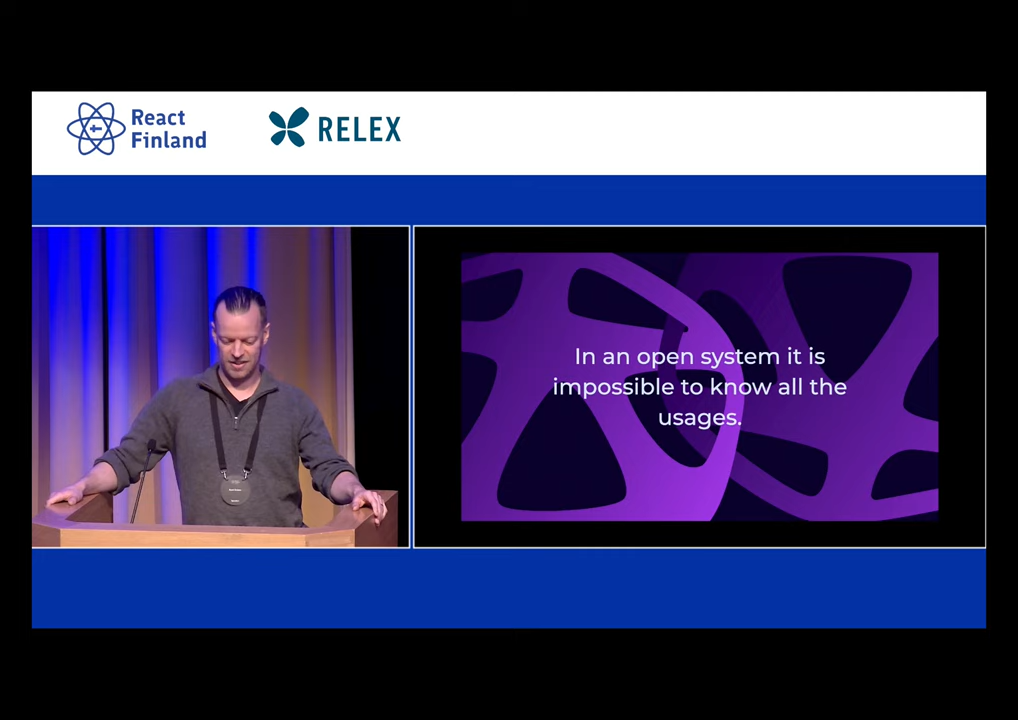 React
Finland
RELEX
In an open system it is
impossible to know all the
usages.